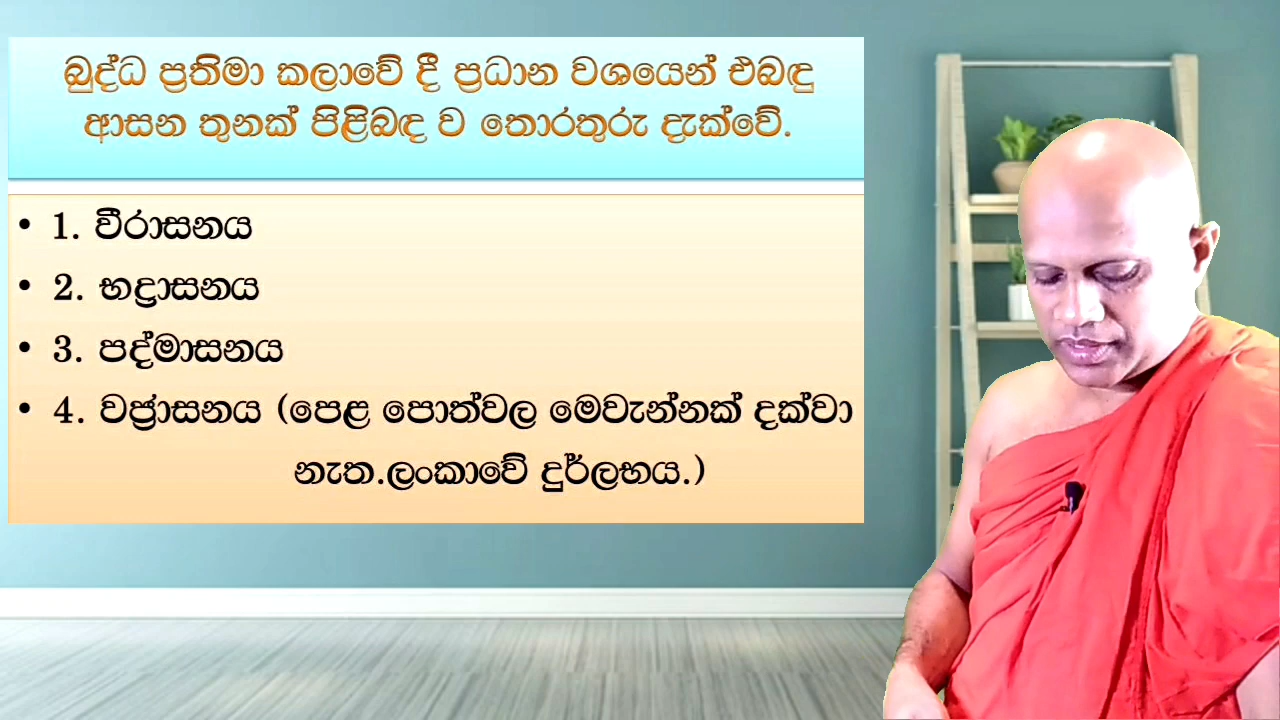 බුද්ධ ප්‍රතිමා කලාවේ දී ප්‍රධාන වශයෙන් එබඳු
ආසන තුනක් පිළිබඳ ව තොරතුරු දැක්වේ.
• 1. වීරාසනය
• 2. භද්‍රාසනය
• 3. පද්මාසනය
• 4. වජ්‍රාසනය (පෙළ පොත්වල මෙවැන්නක් දක්වා
නැත.ලංකාවේ දුර්ලභය.)